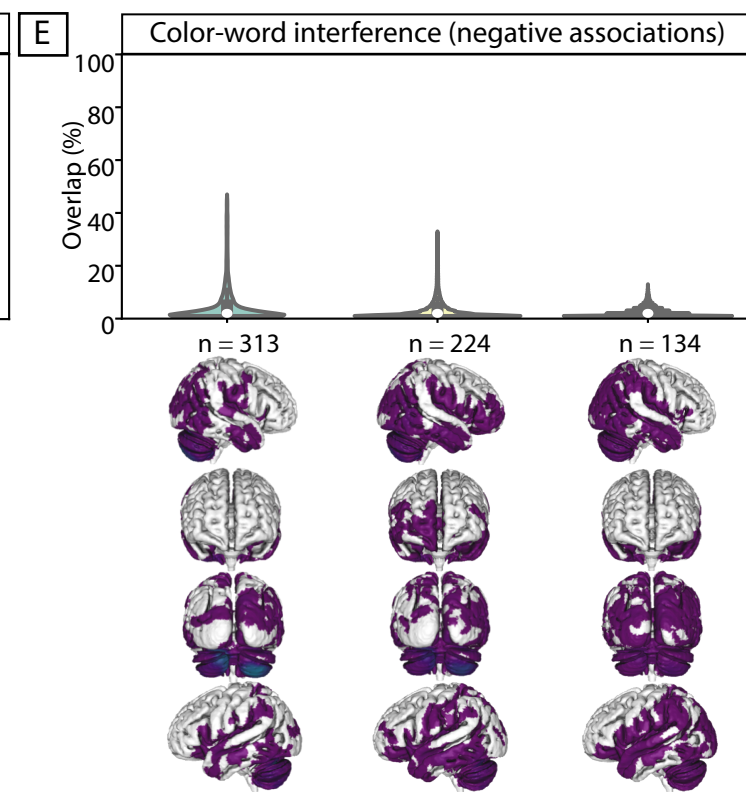 E
Color-word interference (negative associations)
Overlap (%)
100
80
60
40
20
0
n = 313
n = 224
n = 134